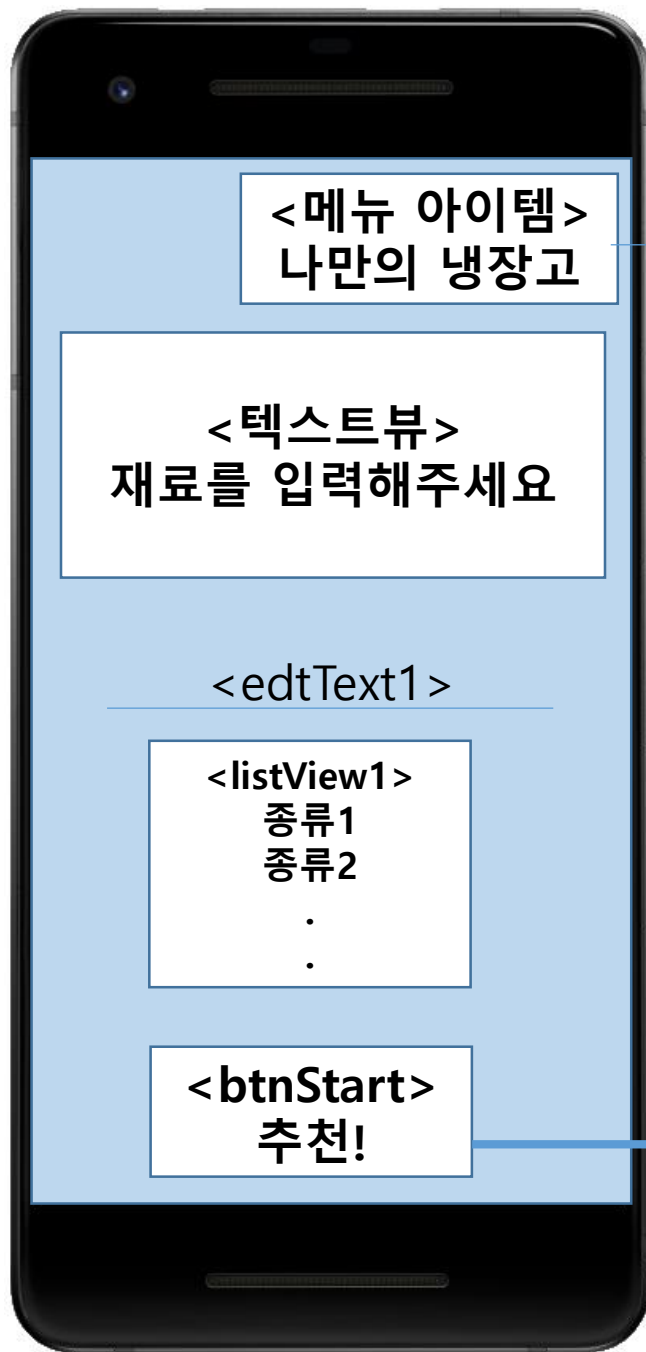 <메뉴 아이템>
나만의 냉장고
<텍스트뷰>
재료를 입력해주세요
<edtText1>
<listView1>
종류1
종류2
.
.
<btnStart>
추천!